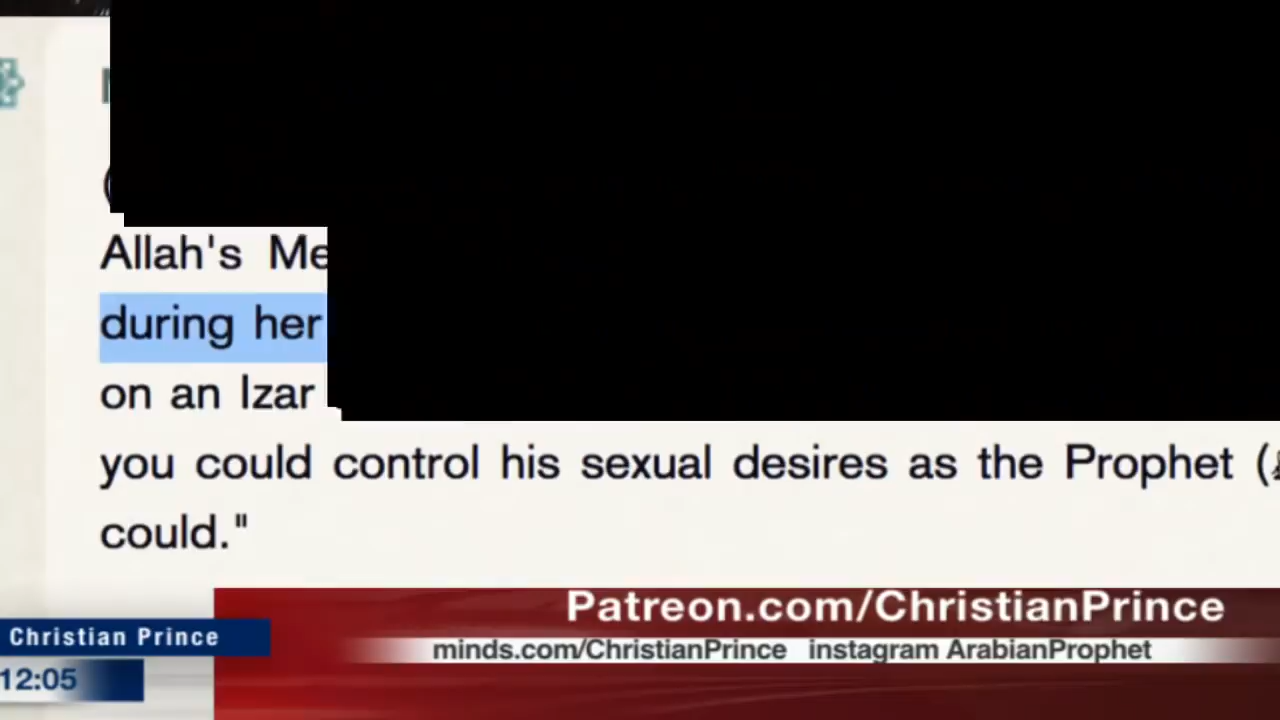 Allah's
during her
on an Izar
you could control his sexual desires as the Prophet (
could."
Patreon.com/ChristianPrince
Christian Prince
minds.com/ChristianPrince instagram ArabianProphet
12:05